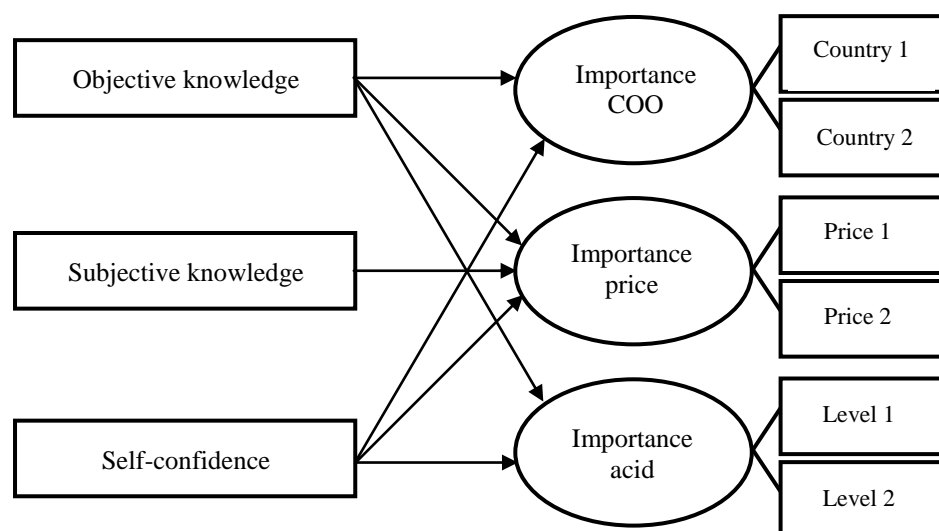 Objective knowledge
Subjective knowledge
Self-confidence
Importance
COO
Importance
price
Importance
acid
Country 1
Country 2
Price 1
Price 2
Level 1
Level 2